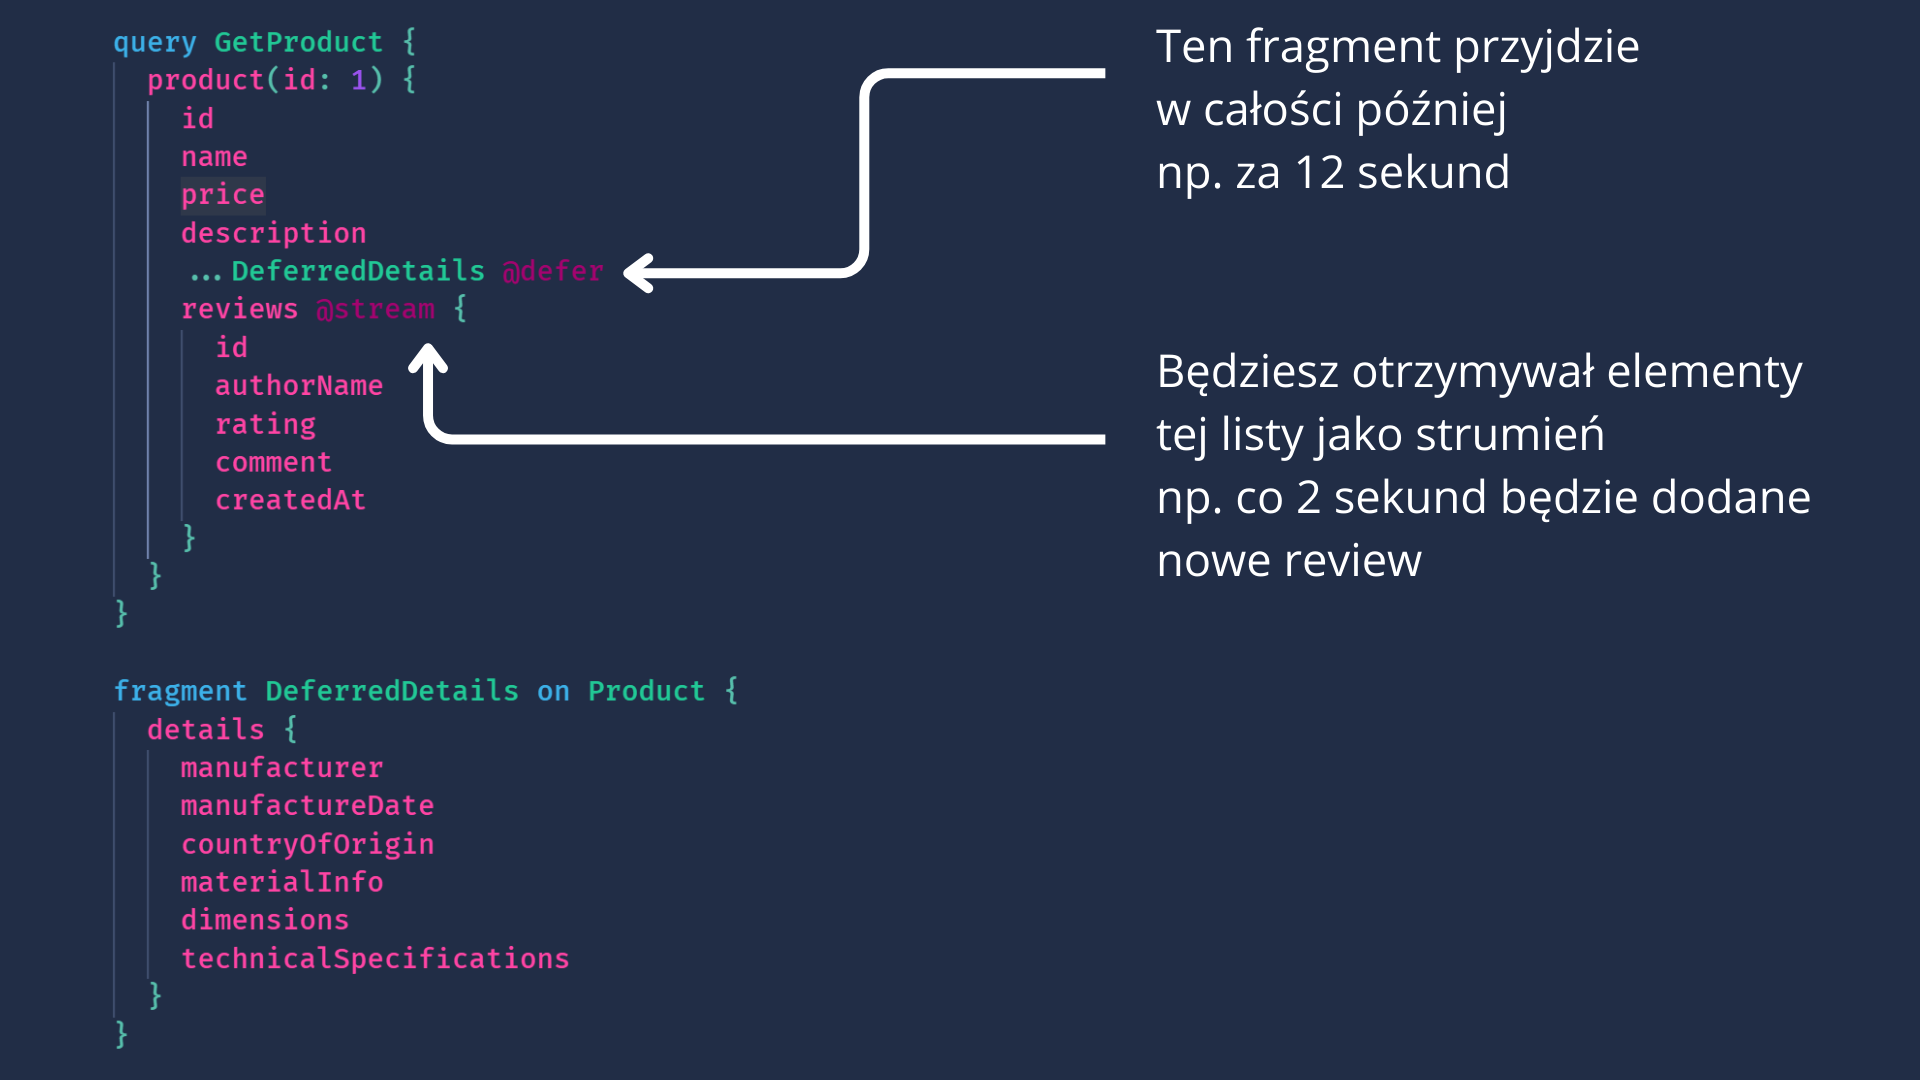 query GetProduct {
product(id: 1) {
id
name
price
description
...DeferredDetails @defer
reviews @stream {
id
authorName
rating
comment
createdAt
}
}
}
fragment DeferredDetails on Product {
details {
manufacturer
manufactureDate
countryOfOrigin
materialInfo
dimensions
technicalSpecifications
}
}
Ten fragment przyjdzie
w całości później
np. za 12 sekund
Będziesz otrzymywał elementy
tej listy jako strumień
np. co 2 sekund będzie dodane
nowe review